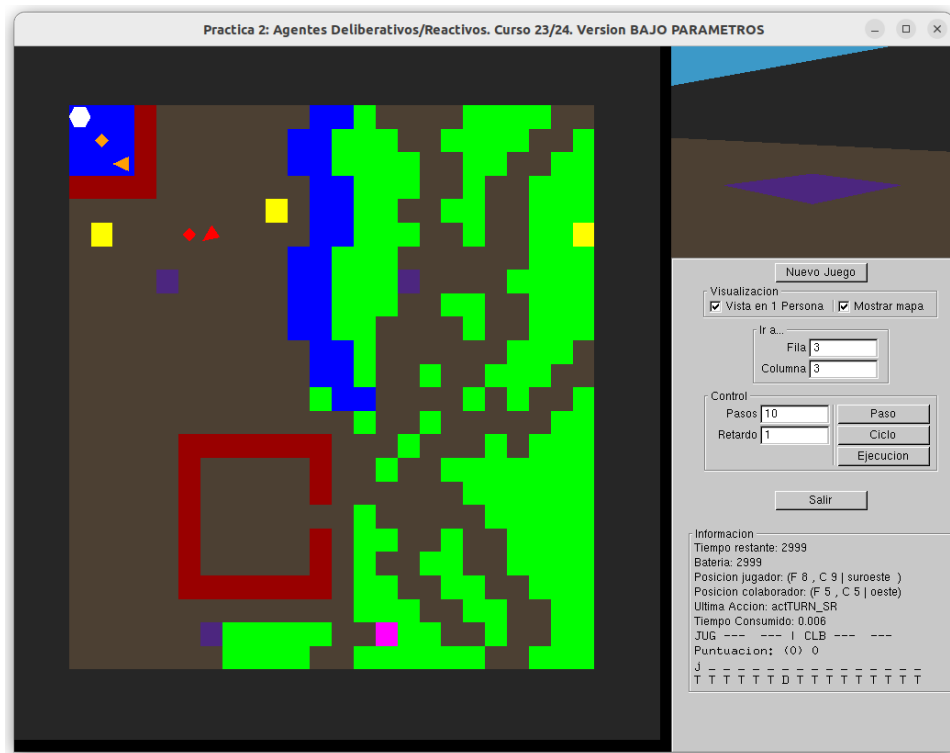 Practica 2: Agentes Deliberativos/Reactivos. Curso 23/24. Version BAJO PARAMETROS
Nuevo Juego
Visualizacion
Vista en 1 Persona | Mostrar mapa
Ir a...
Fila 3
Columna 3
Control
Pasos 10 Paso
Retardo 1 Ciclo
Ejecucion
Salir
Informacion
Tiempo restante: 2999
Bateria: 2999
Posicion jugador: (F 8 , C 9 | suroeste )
Posicion colaborador: (F 5 , C 5 | oeste)
Ultima Accion: actTURN_SR
Tiempo Consumido: 0.006
JUG --- --- | CLB --- ---
Puntuacion: (0) 0
j _ _ _ _ _ _ _ _ _ _ _ _ _ _ _
T T T T T T D T T T T T T T T T